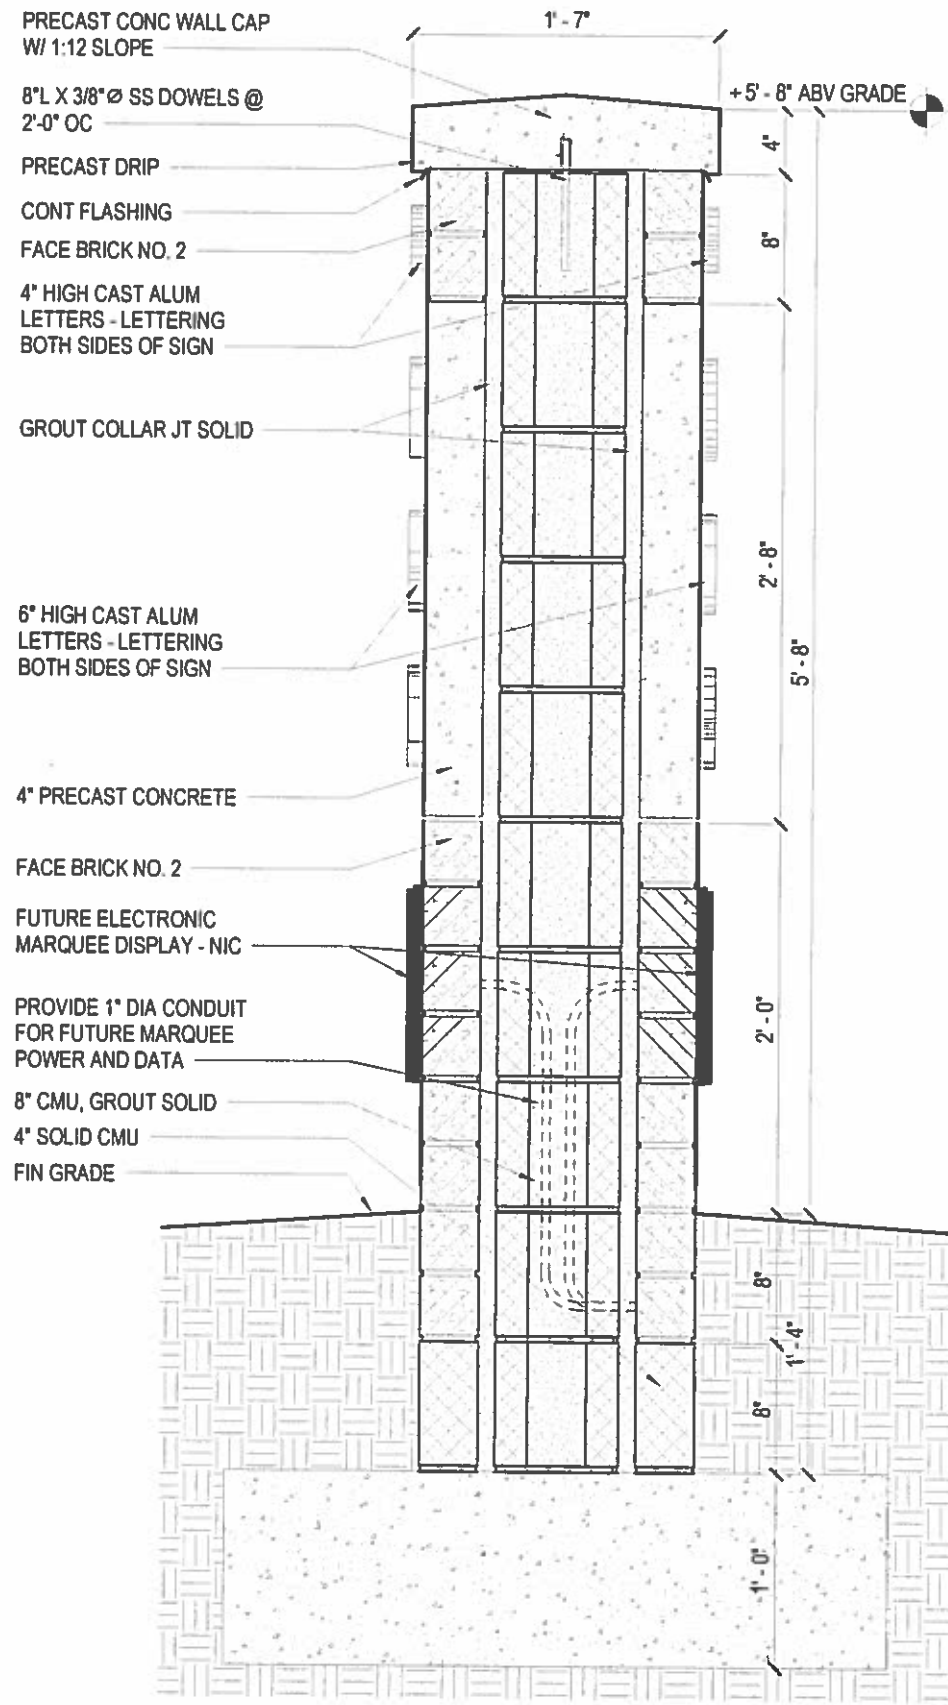 PRECAST CONC WALL CAP
W/ 1:12 SLOPE
8"L X 3/8"Ø SS DOWELS @
2'-0" OC
PRECAST DRIP
CONT FLASHING
FACE BRICK NO. 2
4" HIGH CAST ALUM
LETTERS - LETTERING
BOTH SIDES OF SIGN
GROUT COLLAR JT SOLID
6" HIGH CAST ALUM
LETTERS - LETTERING
BOTH SIDES OF SIGN
4" PRECAST CONCRETE
FACE BRICK NO. 2
FUTURE ELECTRONIC
MARQUEE DISPLAY - NIC
PROVIDE 1" DIA CONDUIT
FOR FUTURE MARQUEE
POWER AND DATA
8" CMU, GROUT SOLID
4" SOLID CMU
FIN GRADE
1' - 7"
+ 5' - 8" ABV GRADE
4"
8"
2' - 8"
5' - 8"
2' - 0"
8"
1' - 4"
8"
1' - 0"